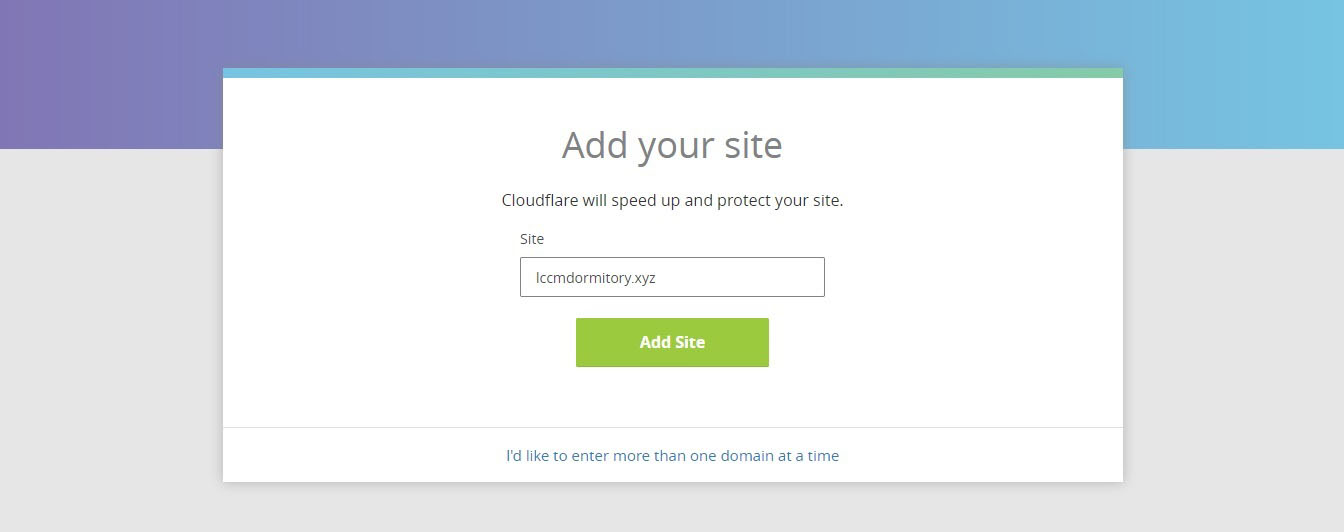 Add your site
Cloudflare will speed up and protect your site.
Site
lccmdormitory.xyz
Add Site
I'd like to enter more than one domain at a time